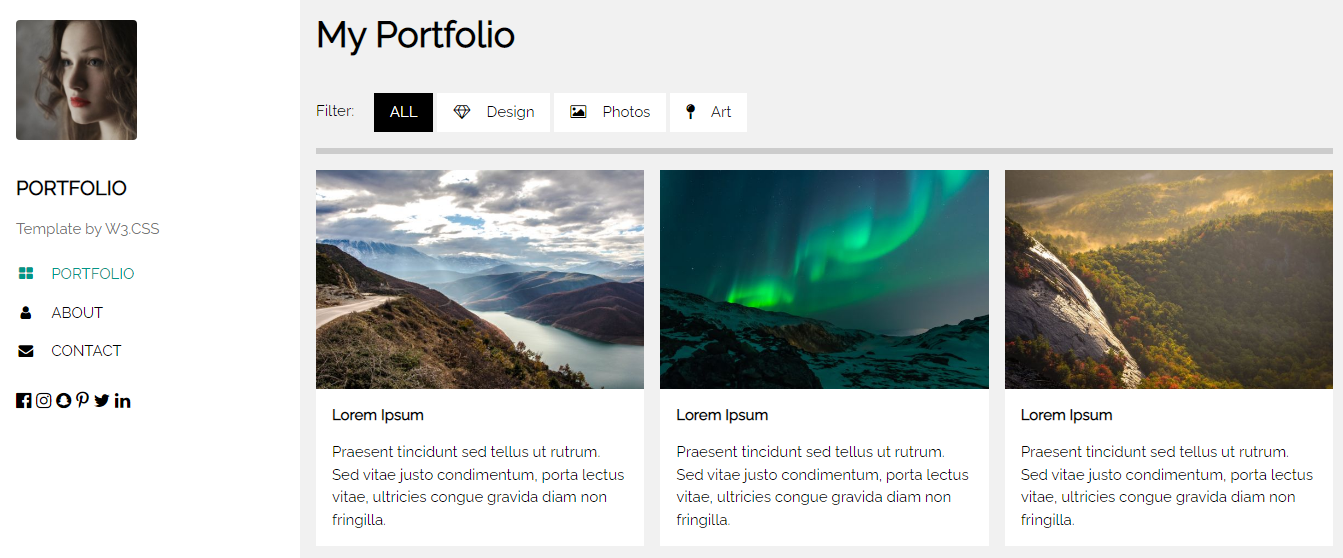 PORTFOLIO
Template by W3.CSS
PORTFOLIO
ABOUT
CONTACT
My Portfolio
Filter: ALL Design Photos Art
Lorem Ipsum
Praesent tincidunt sed tellus ut rutrum.
Sed vitae justo condimentum, porta lectus
vitae, ultricies congue gravida diam non
fringilla.
Lorem Ipsum
Praesent tincidunt sed tellus ut rutrum.
Sed vitae justo condimentum, porta lectus
vitae, ultricies congue gravida diam non
fringilla.
Lorem Ipsum
Praesent tincidunt sed tellus ut rutrum.
Sed vitae justo condimentum, porta lectus
vitae, ultricies congue gravida diam non
fringilla.